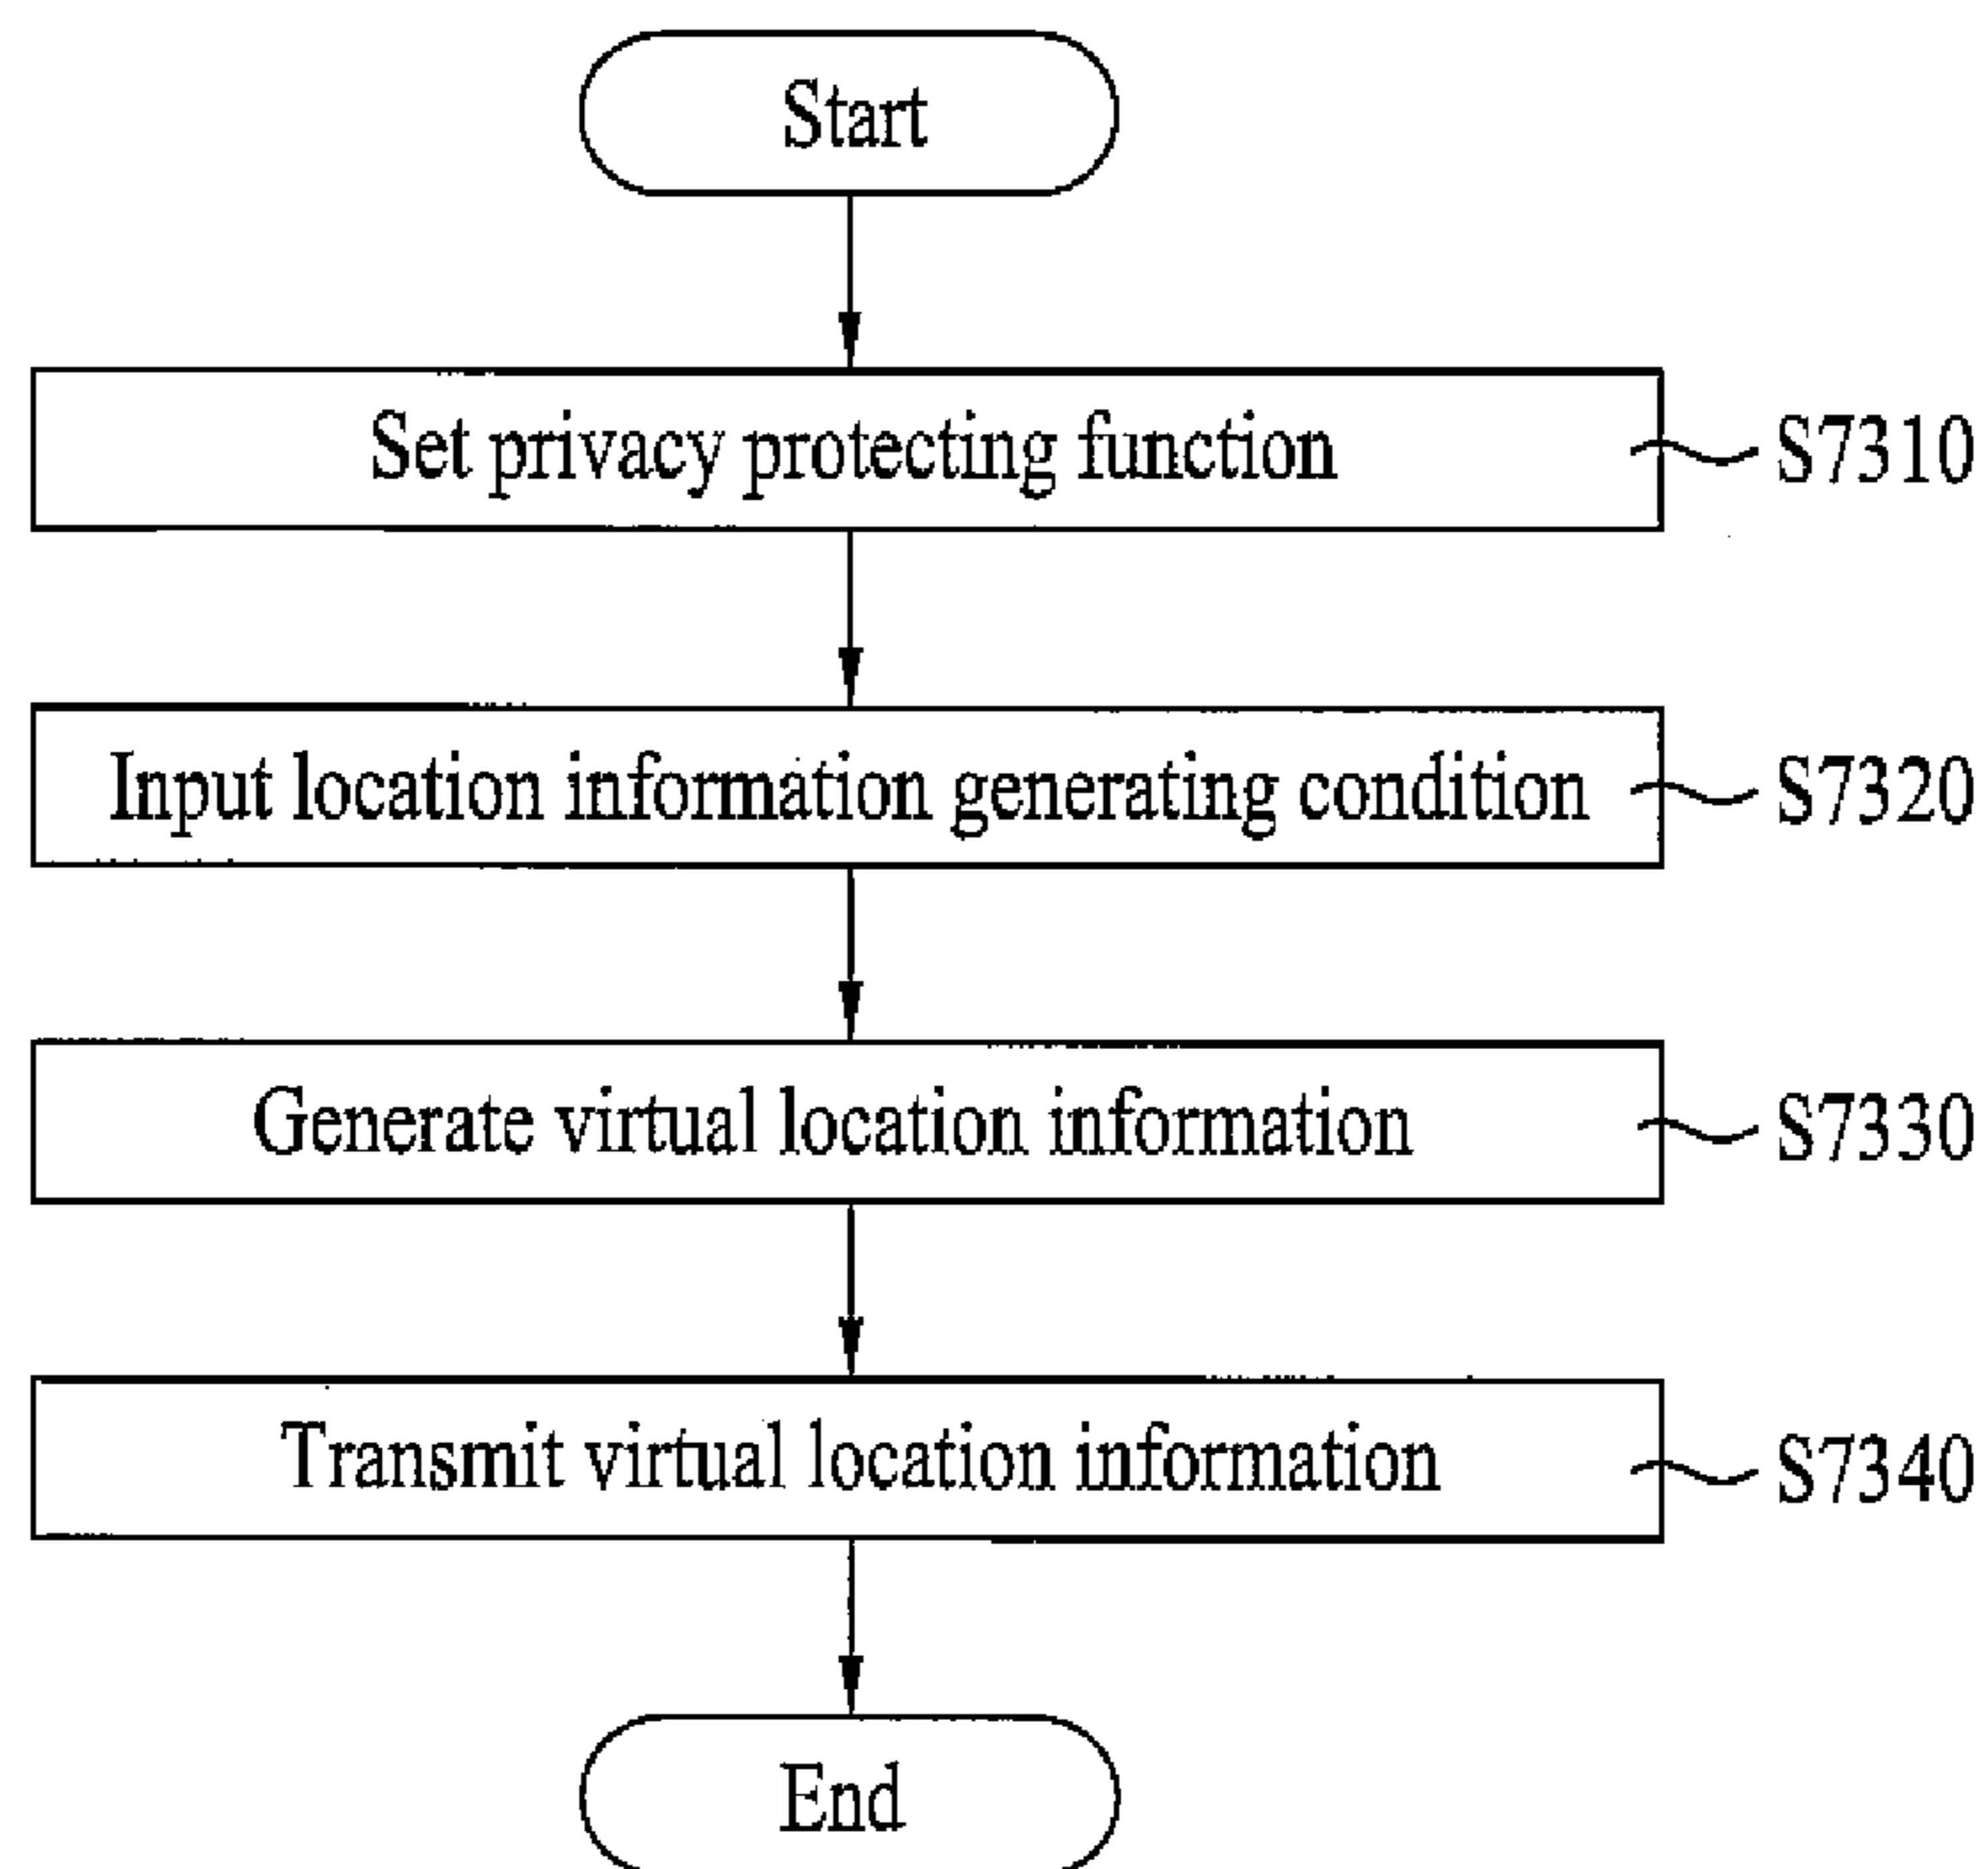 Start
Set privacy protecting function S7310
Input location information generating condition S7320
Generate virtual location information S7330
Transmit virtual location information S7340
End